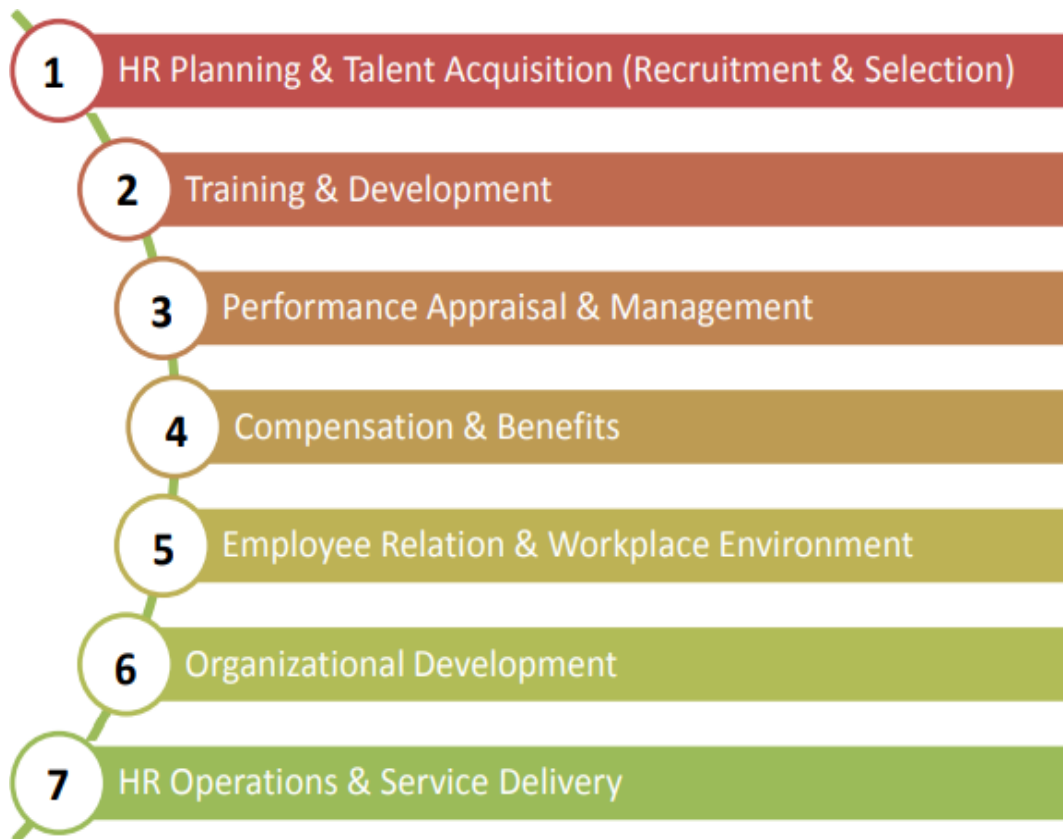 1 HR Planning & Talent Acquisition (Recruitment & Selection)
2 Training & Development
3 Performance Appraisal & Management
4 Compensation & Benefits
5 Employee Relation & Workplace Environment
6 Organizational Development
7 HR Operations & Service Delivery